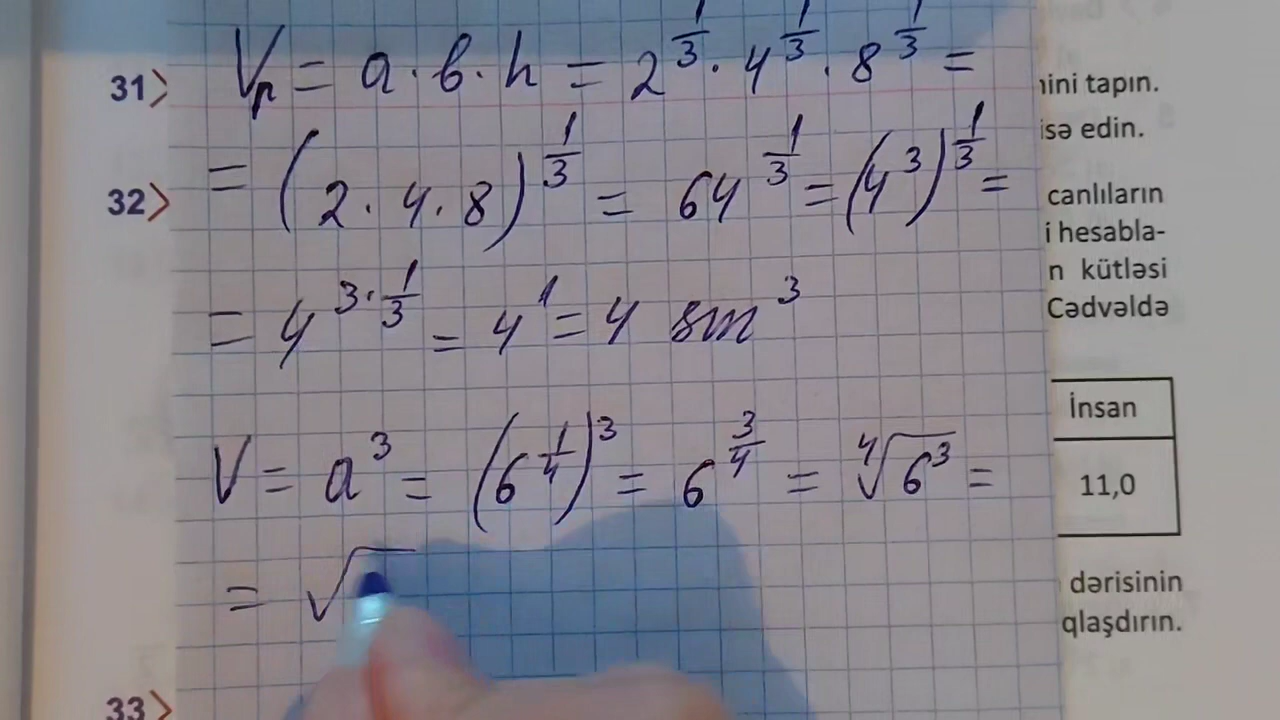 31> Vₚ = a · b · h = 2^(1/3) · 4^(1/3) · 8^(1/3) =
= (2 · 4 · 8)^(1/3) = 64^(1/3) = (4^3)^(1/3) =
32>
= 4^(3·1/3) = 4^1 = 4 sm^3
V = a^3 = (6^(1/4))^3 = 6^(3/4) = ⁴√6^3 =
= √
33>
tapın.
edin.
canlıların
i hesabla-
n kütləsi
Cədvəldə
İnsan
11,0
dərisinin
qlaşdırın.